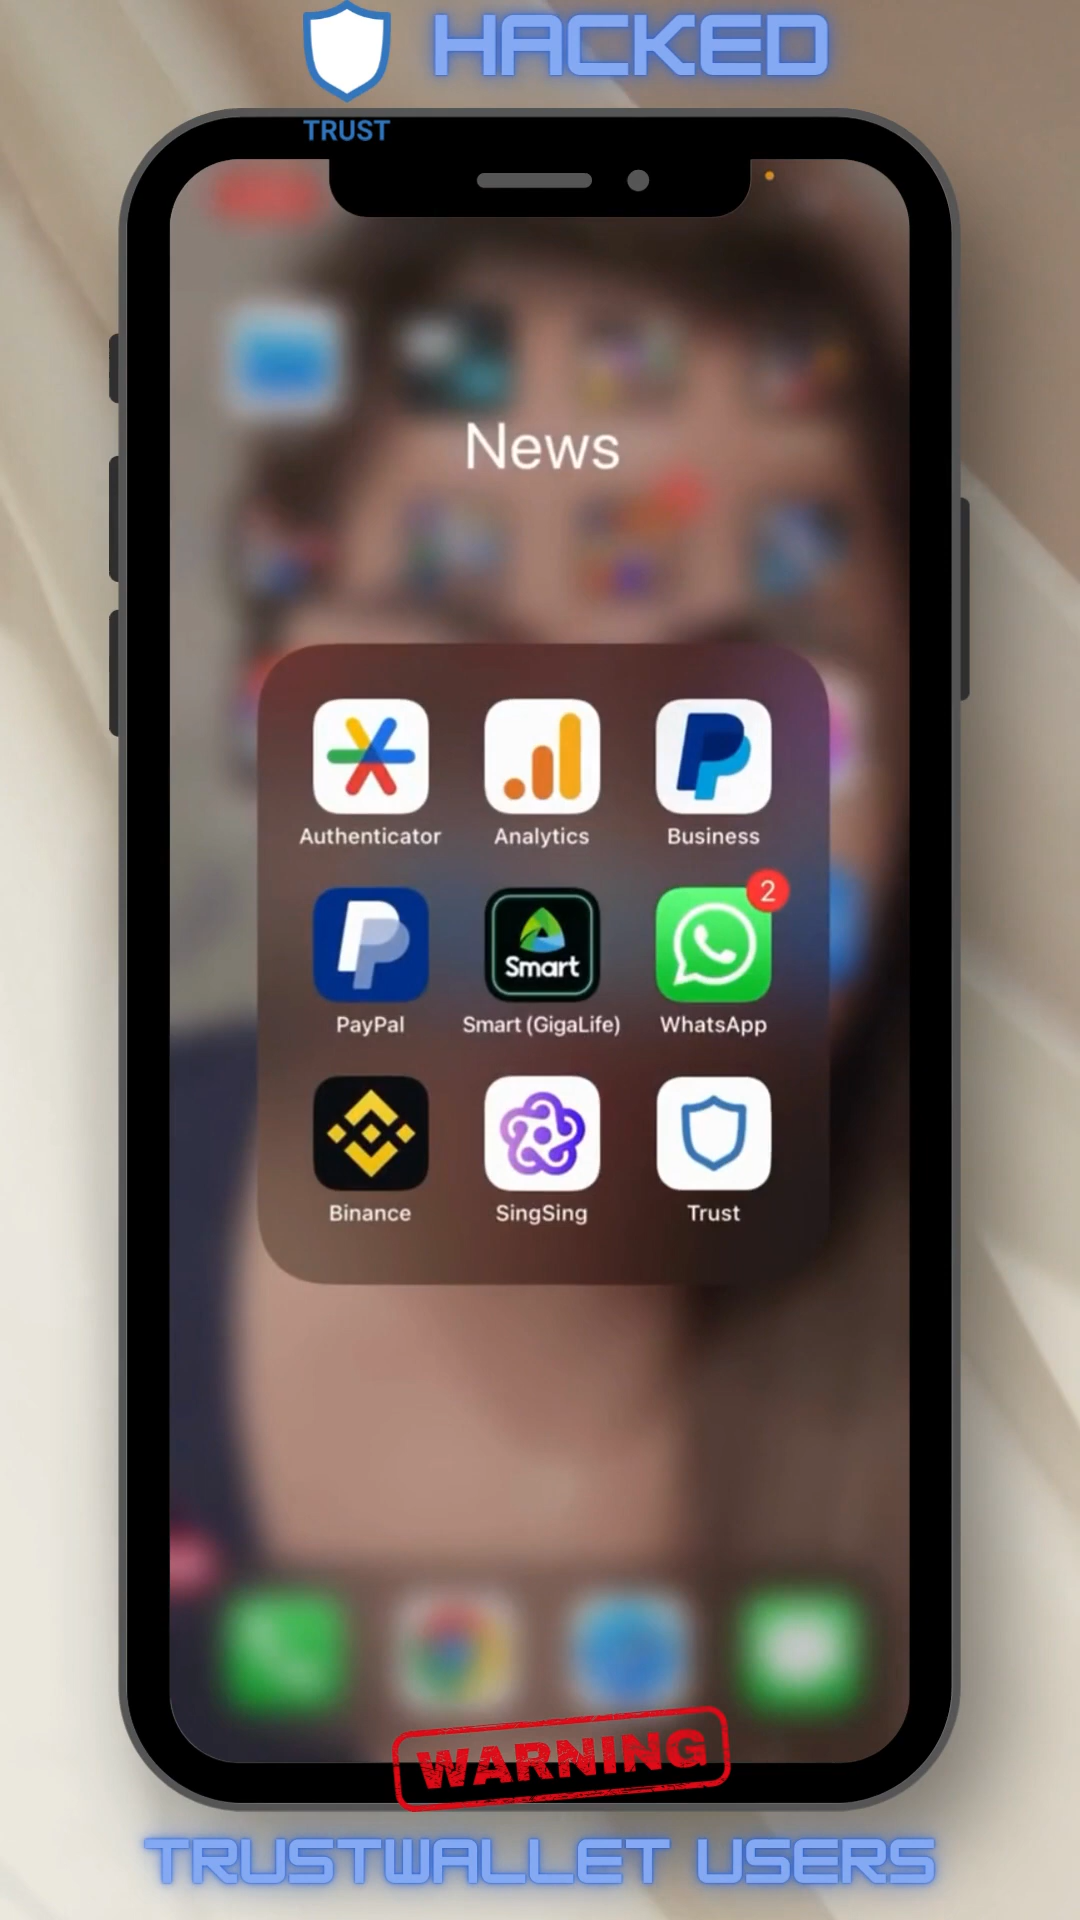 HACKED
TRUST
News
Authenticator
Analytics
Business
PayPal
Smart
Smart (GigaLife)
2
WhatsApp
Binance
SingSing
Trust
WARNING
TRUSTWALLET USERS